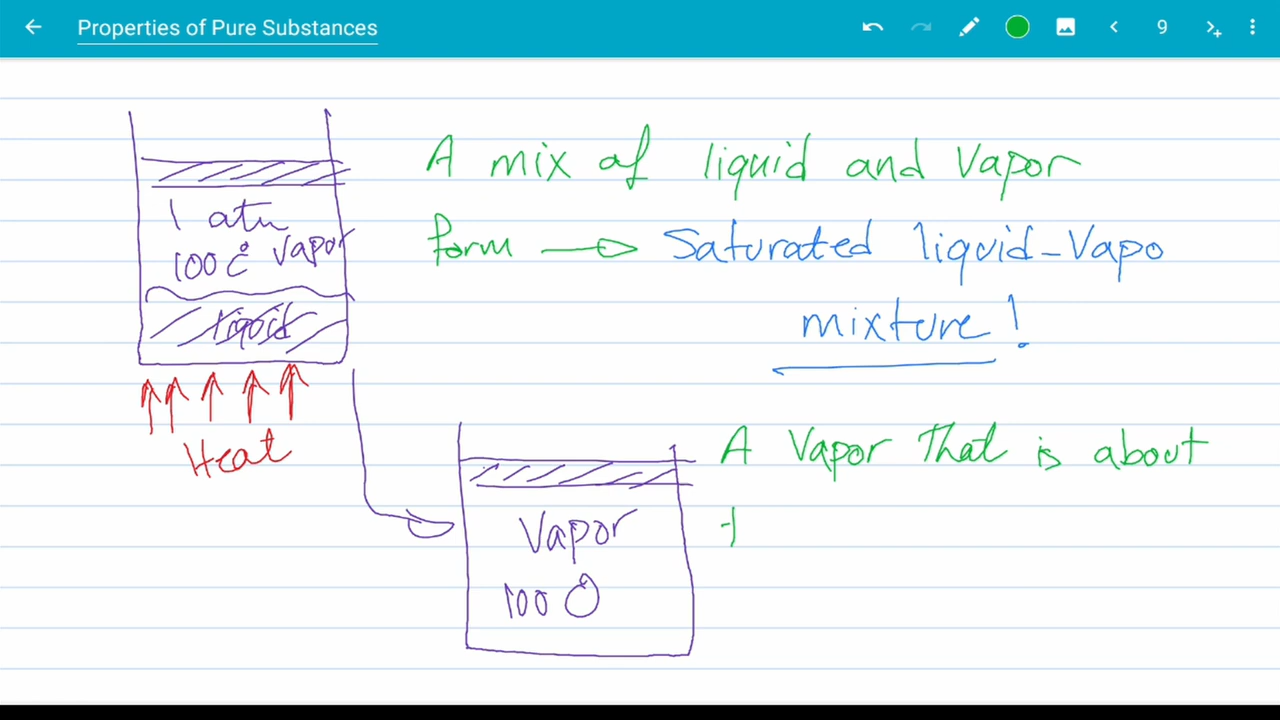 Properties of Pure Substances
9
A mix of liquid and Vapor
form → Saturated liquid-Vapo
mixture!
1 atm
100°C Vapor
liquid
Heat
A Vapor That is about
t
Vapor
100°C